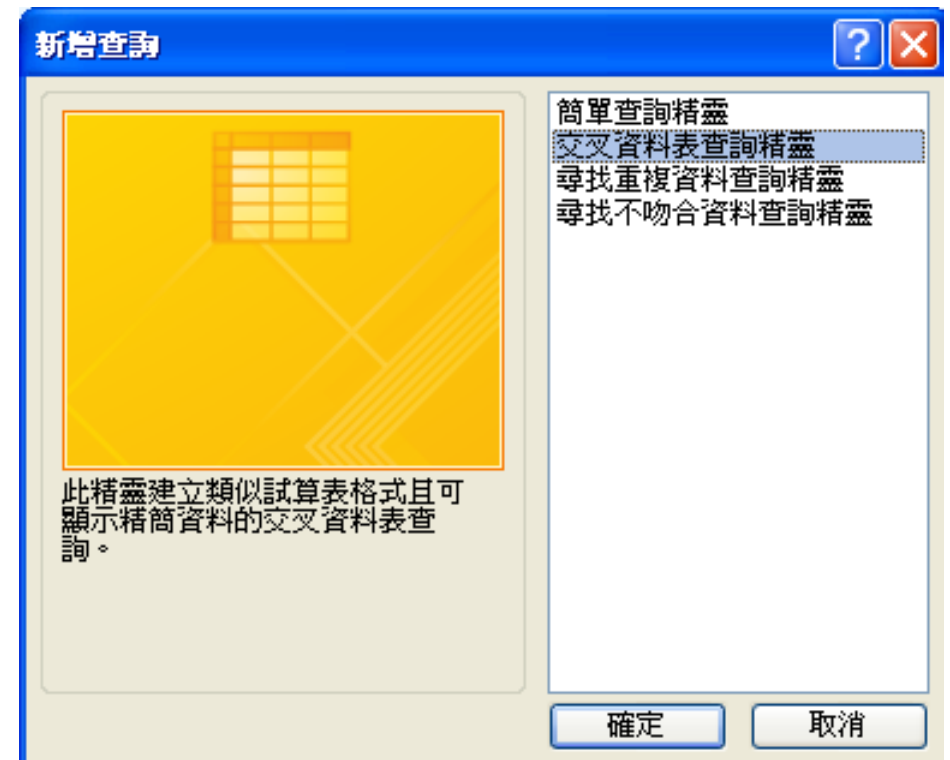 新增查詢
簡單查詢精靈
交叉資料表查詢精靈
尋找重複資料查詢精靈
尋找不吻合資料查詢精靈
此精靈建立類似試算表格式且可
顯示精簡資料的交叉資料表查
詢。
確定
取消